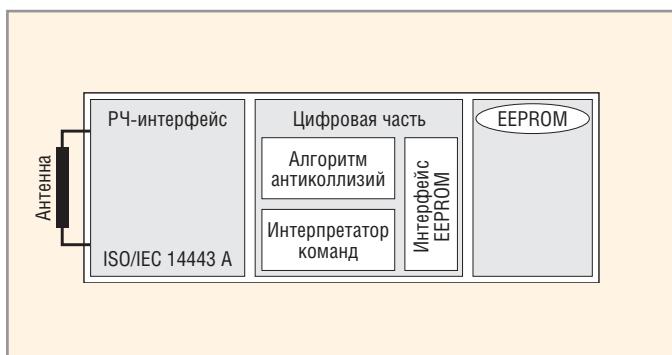 Антенна
РЧ-интерфейс
ISO/IEC 14443 A
Цифровая часть
Алгоритм
антиколлизий
Интерпретатор
команд
Интерфейс
EEPROM
EEPROM